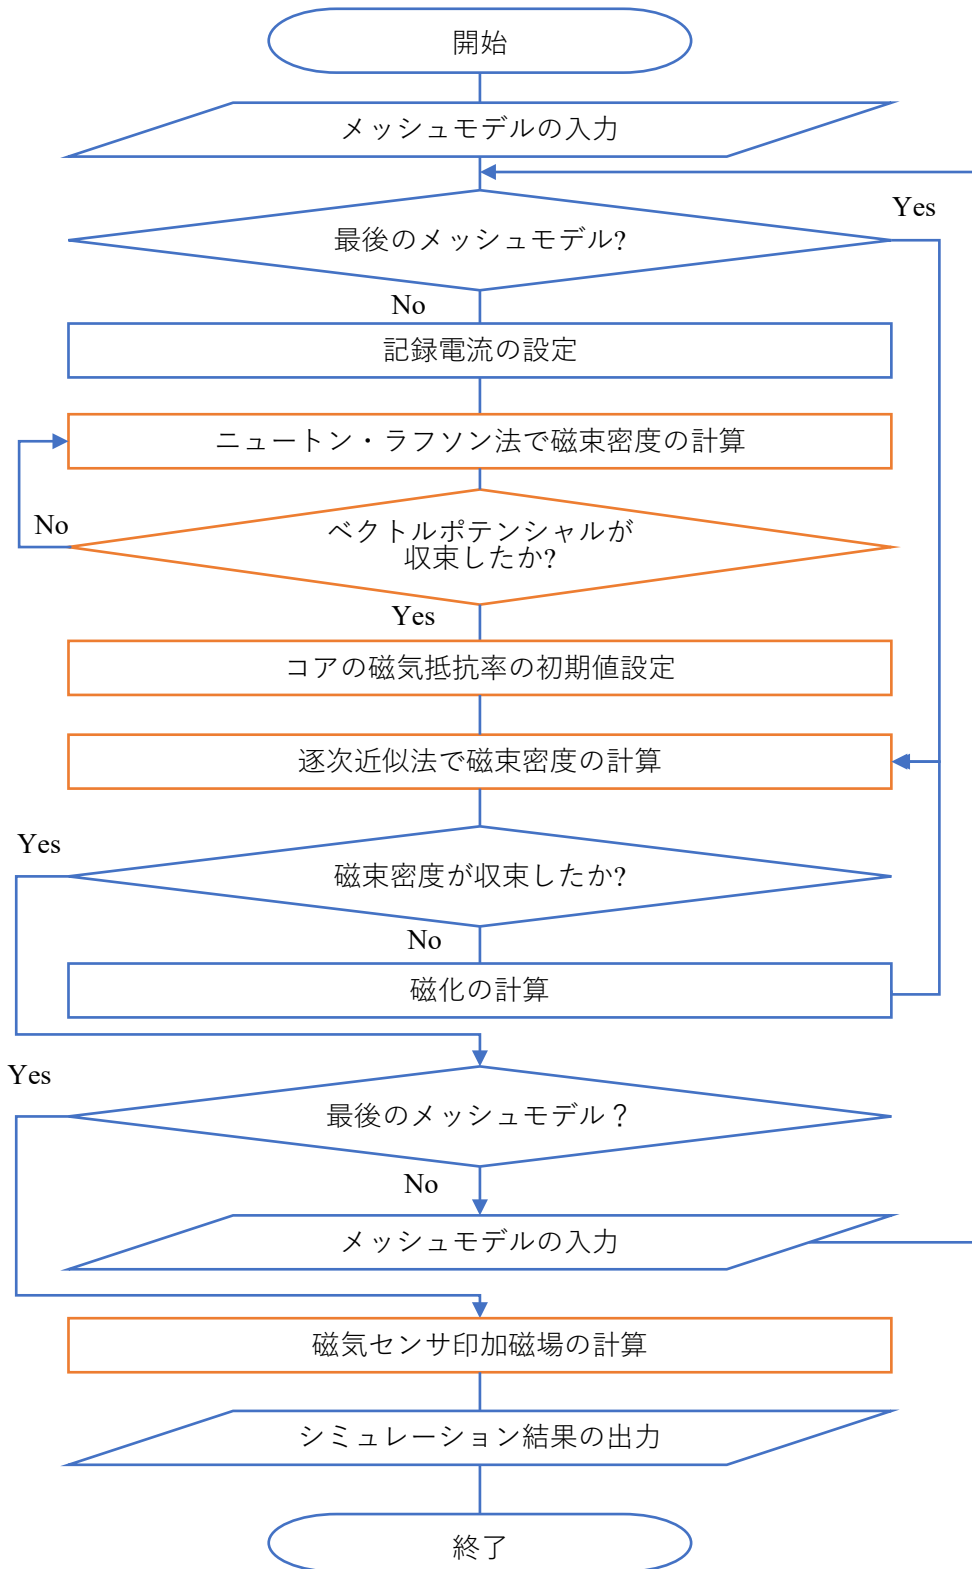 開始
メッシュモデルの入力
Yes
最後のメッシュモデル?
No
記録電流の設定
ニュートン・ラフソン法で磁束密度の計算
No
ベクトルポテンシャルが
収束したか?
Yes
コアの磁気抵抗率の初期値設定
逐次近似法で磁束密度の計算
Yes
磁束密度が収束したか?
No
磁化の計算
Yes
最後のメッシュモデル？
No
メッシュモデルの入力
磁気センサ印加磁場の計算
シミュレーション結果の出力
終了